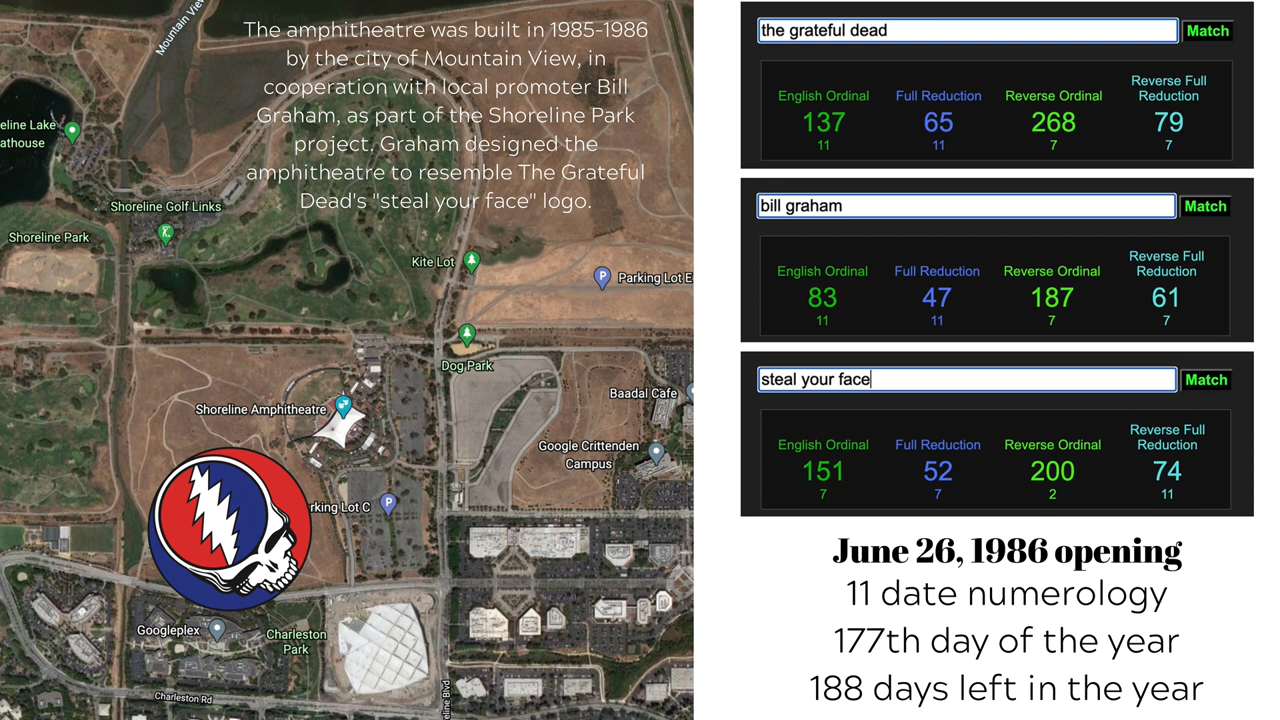 Mountain View
The amphitheatre was built in 1985-1986
by the city of Mountain View, in
cooperation with local promoter Bill
Graham, as part of the Shoreline Park
project. Graham designed the
amphitheatre to resemble The Grateful
Dead's "steal your face" logo.
eline Lake
athouse
Shoreline Golf Links
Shoreline Park
Kite Lot
Parking Lot E
Dog Park
Baadal Cafe
Shoreline Amphitheatre
Google Crittenden
Campus
rking Lot C
Googleplex
Charleston
Park
Charleston Rd
eline Blvd
the grateful dead
Match
English Ordinal Full Reduction Reverse Ordinal Reverse Full
Reduction
137 65 268 79
11 11 7 7
bill graham
Match
English Ordinal Full Reduction Reverse Ordinal Reverse Full
Reduction
83 47 187 61
11 11 7 7
steal your face
Match
English Ordinal Full Reduction Reverse Ordinal Reverse Full
Reduction
151 52 200 74
7 7 2 11
June 26, 1986 opening
11 date numerology
177th day of the year
188 days left in the year